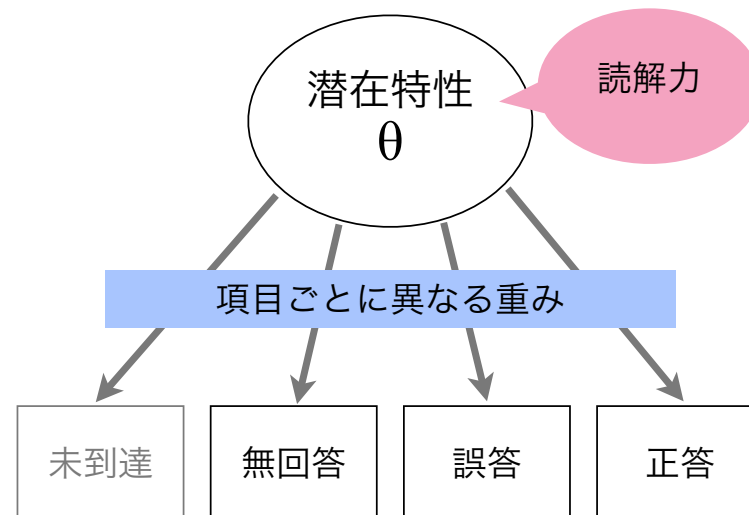 潜在特性
θ
読解力
項目ごとに異なる重み
未到達
無回答
誤答
正答